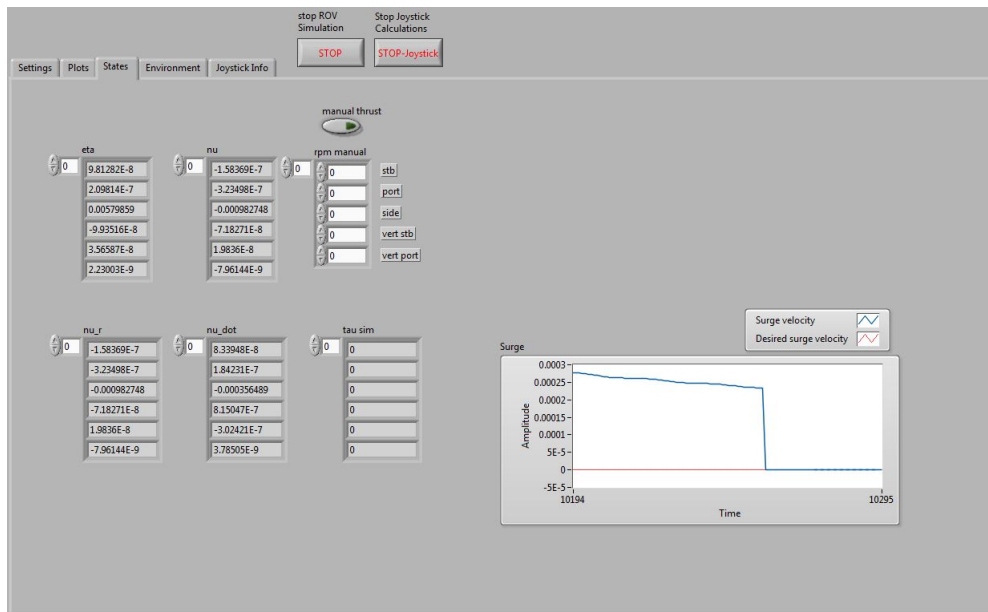 stop ROV
Simulation
Stop Joystick
Calculations
STOP
STOP-Joystick
Settings
Plots
States
Environment
Joystick Info
manual thrust
eta
0
9.81282E-8
2.09814E-7
0.00579859
-9.93516E-8
3.56587E-8
2.23003E-9
nu
0
-1.58369E-7
-3.23498E-7
-0.000982748
-7.18271E-8
1.9836E-8
-7.96144E-9
rpm manual
0
0
stb
0
port
0
side
0
vert stb
0
vert port
nu_r
0
-1.58369E-7
-3.23498E-7
-0.000982748
-7.18271E-8
1.9836E-8
-7.96144E-9
nu_dot
0
8.33948E-8
1.84231E-7
-0.000356489
8.15047E-7
-3.02421E-7
3.78505E-9
tau sim
0
0
0
0
0
0
0
Surge velocity
Desired surge velocity
Surge
Amplitude
0.0003
0.00025
0.0002
0.00015
0.0001
5E-5
0
-5E-5
10194
10295
Time